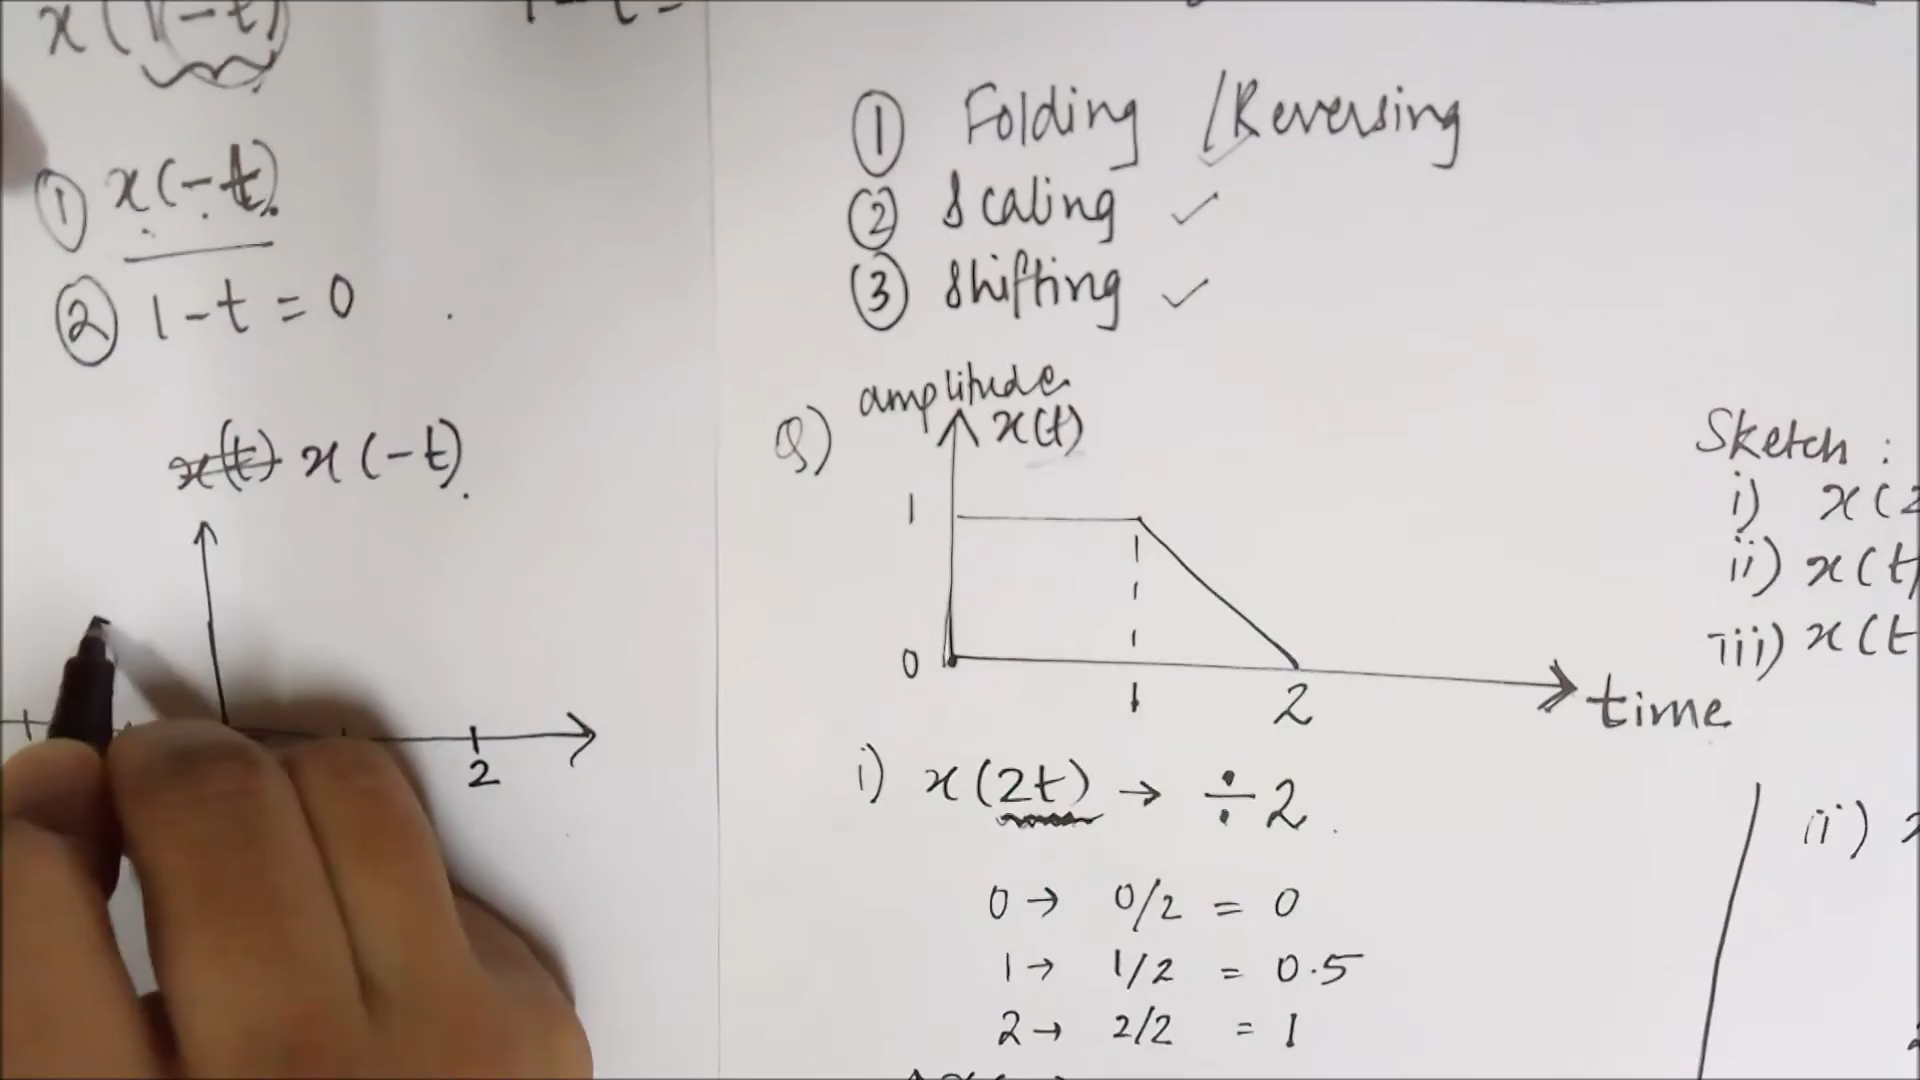 x(1-t)
① x(-t)
② 1-t = 0
x(t) x(-t)
2
① Folding /Reversing
② Scaling ✓
③ Shifting ✓
Q) amplitude
x(t)
1
0
1
2
time
i) x(2t) → ÷2
0 → 0/2 = 0
1 → 1/2 = 0.5
2 → 2/2 = 1
Sketch :
i) x(2
ii) x(t
iii) x(t
ii)